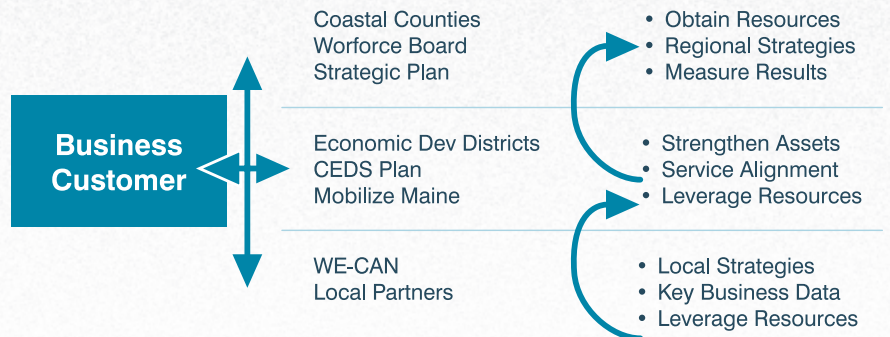 Business
Customer
Coastal Counties
Worforce Board
Strategic Plan
• Obtain Resources
• Regional Strategies
• Measure Results
Economic Dev Districts
CEDS Plan
Mobilize Maine
• Strengthen Assets
• Service Alignment
• Leverage Resources
WE-CAN
Local Partners
• Local Strategies
• Key Business Data
• Leverage Resources